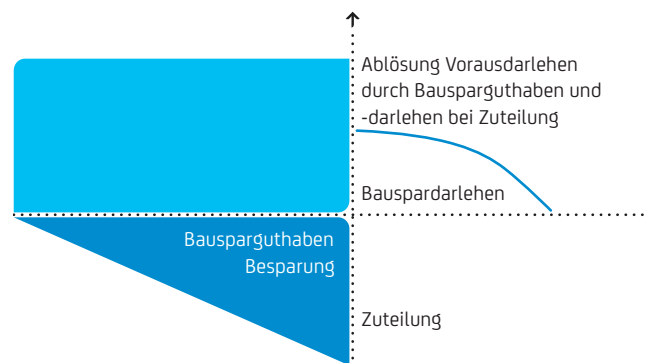 Ablösung Vorausdarlehen
durch Bausparguthaben und
-darlehen bei Zuteilung
Bauspardarlehen
Bausparguthaben
Besparung
Zuteilung